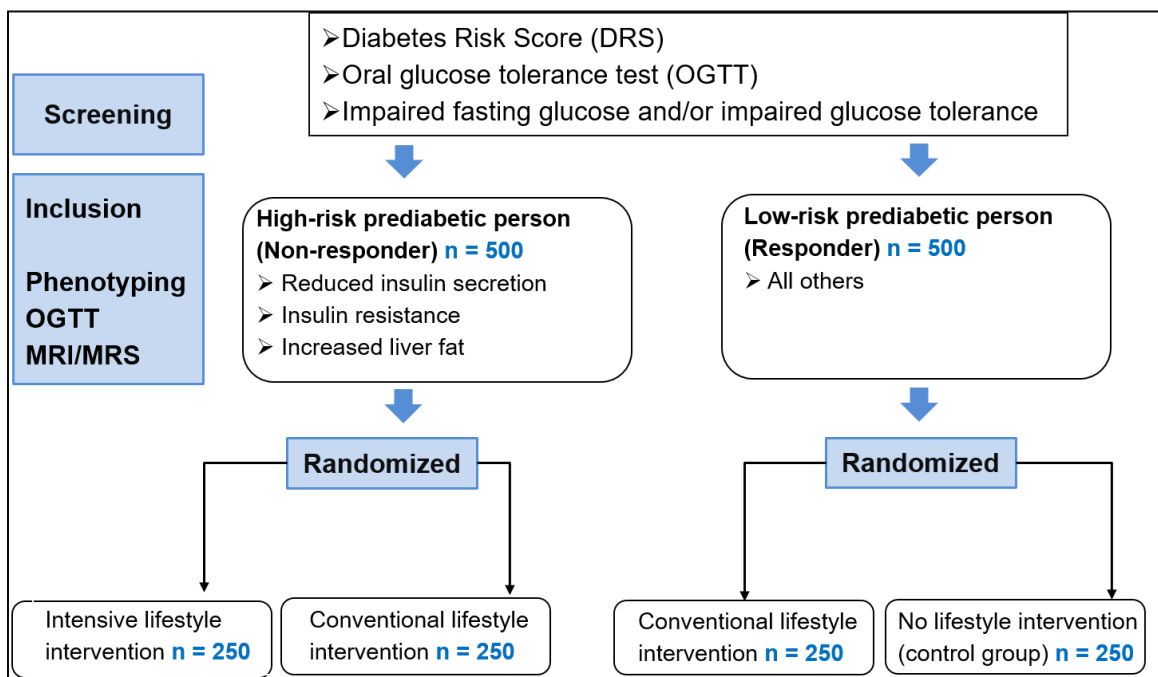 ➢Diabetes Risk Score (DRS)
➢Oral glucose tolerance test (OGTT)
➢Impaired fasting glucose and/or impaired glucose tolerance
Screening
Inclusion
Phenotyping
OGTT
MRI/MRS
High-risk prediabetic person
(Non-responder) n = 500
➢ Reduced insulin secretion
➢ Insulin resistance
➢ Increased liver fat
Low-risk prediabetic person
(Responder) n = 500
➢ All others
Randomized
Randomized
Intensive lifestyle
intervention n = 250
Conventional lifestyle
intervention n = 250
Conventional lifestyle
intervention n = 250
No lifestyle intervention
(control group) n = 250